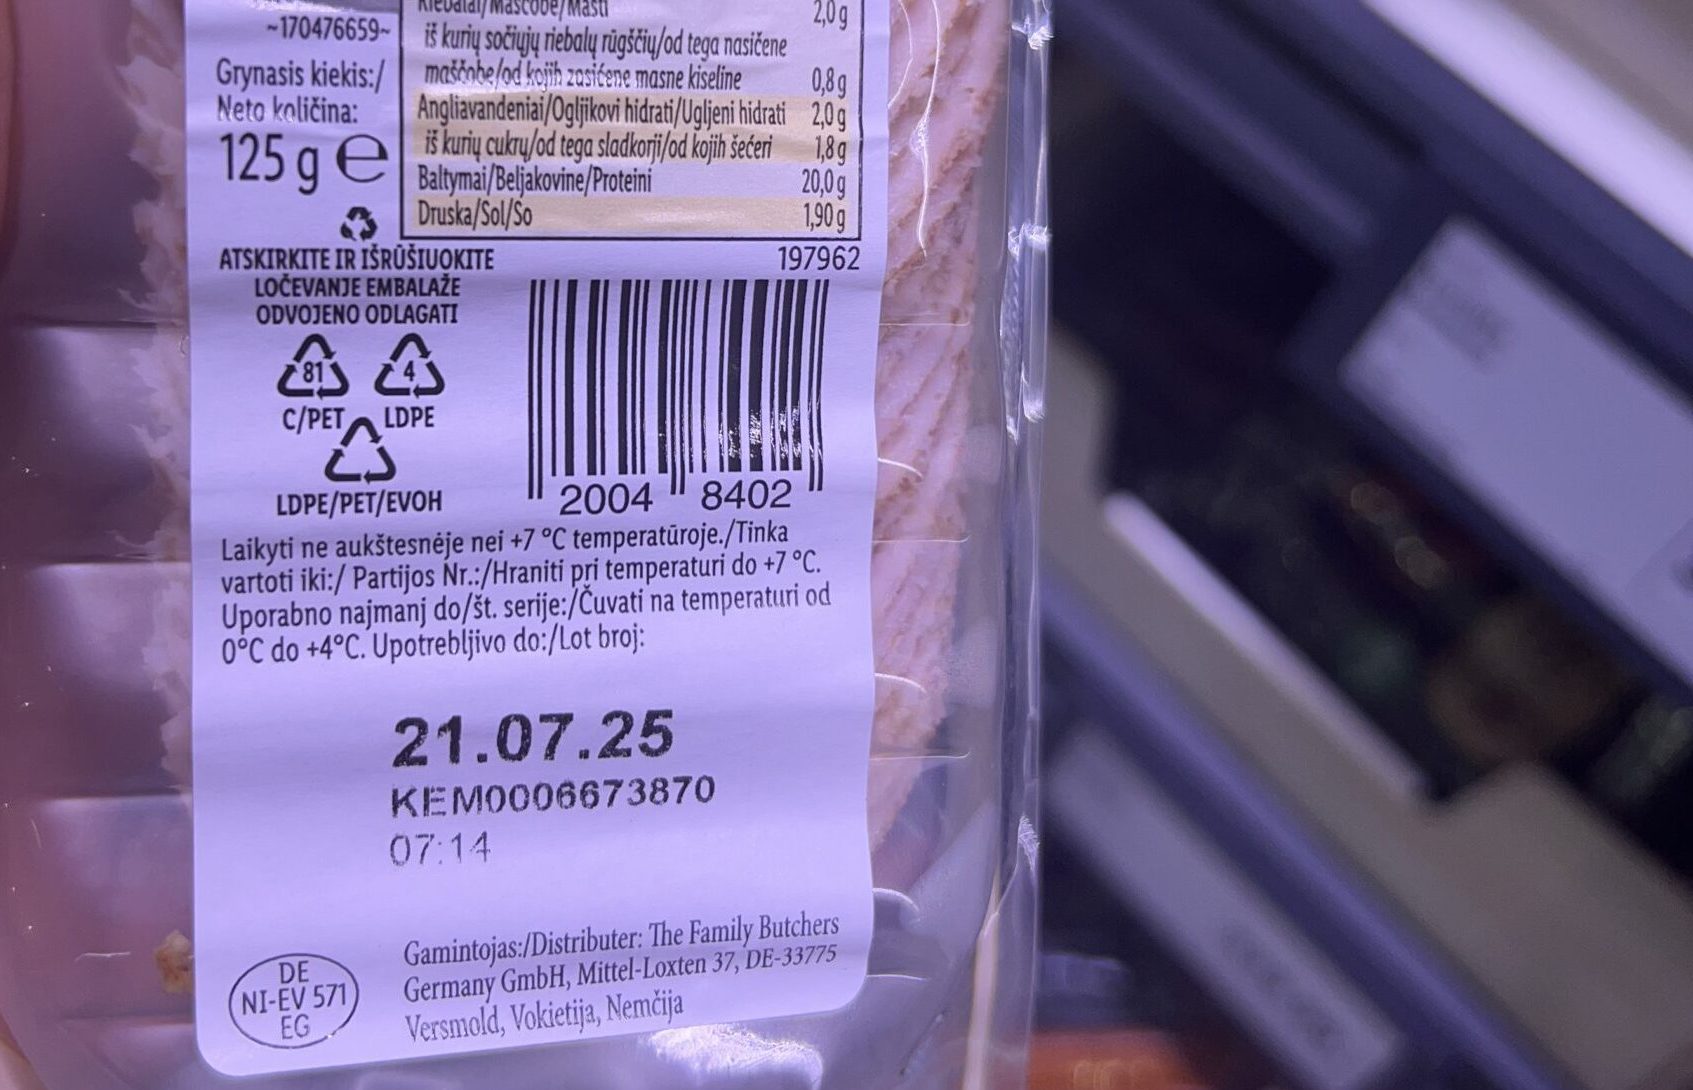 ~170476659~
Grynasis kiekis:/
Neto količina:
125 g e
Riebalai/Maščobe/Masti 2,0 g
iš kurių sočiųjų riebalų rūgščių/od tega nasičene
maščobe/od kojih zasićene masne kiseline 0,8 g
Angliavandeniai/Ogljikovi hidrati/Ugljeni hidrati 2,0 g
iš kurių cukrų/od tega sladkorji/od kojih šećeri 1,8 g
Baltymai/Beljakovine/Proteini 20,0 g
Druska/Sol/So 1,90 g
197962
ATSKIRKITE IR IŠRŪŠIUOKITE
LOČEVANJE EMBALAŽE
ODVOJENO ODLAGATI
81 4
C/PET LDPE
LDPE/PET/EVOH
2004 8402
Laikyti ne aukštesnėje nei +7 °C temperatūroje./Tinka
vartoti iki:/ Partijos Nr.:/Hraniti pri temperaturi do +7 °C.
Uporabno najmanj do/št. serije:/Čuvati na temperaturi od
0°C do +4°C. Upotrebljivo do:/Lot broj:
21.07.25
KEM0006673870
07:14
Gamintojas:/Distributer: The Family Butchers
Germany GmbH, Mittel-Loxten 37, DE-33775
Versmold, Vokietija, Nemčija
DE
NI-EV 571
EG